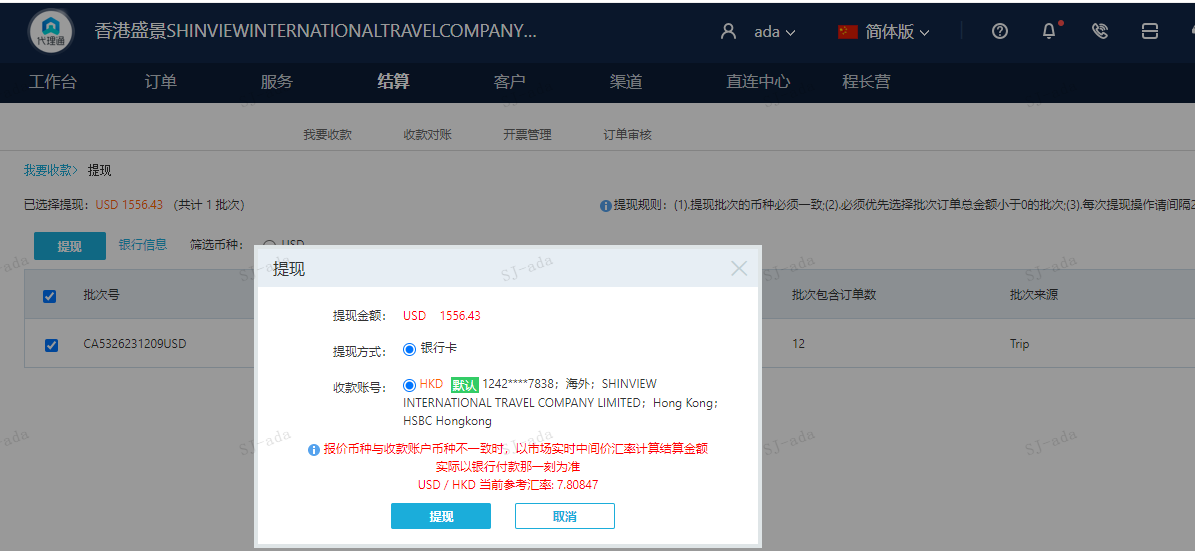 代理通
香港盛景SHINVIEWINTERNATIONALTRAVELCOMPANY...
ada
简体版
工作台
订单
服务
结算
客户
渠道
直连中心
程长营
我要收款
收款对账
开票管理
订单审核
我要收款> 提现
已选择提现：USD 1556.43 （共计 1 批次）
提现规则：(1).提现批次的币种必须一致;(2).必须优先选择批次订单总金额小于0的批次;(3).每次提现操作请间隔2
提现
银行信息
筛选币种：
USD
批次号
批次包含订单数
批次来源
CA5326231209USD
12
Trip
提现
提现金额： USD 1556.43
提现方式： 银行卡
收款账号： HKD 默认 1242****7838；海外；SHINVIEW
INTERNATIONAL TRAVEL COMPANY LIMITED；Hong Kong；
HSBC Hongkong
报价币种与收款账户币种不一致时，以市场实时中间价汇率计算结算金额
实际以银行付款那一刻为准
USD / HKD 当前参考汇率: 7.80847
提现
取消
SJ-ada
SJ-ada
SJ-ada
SJ-ada
SJ-ada
SJ-ada